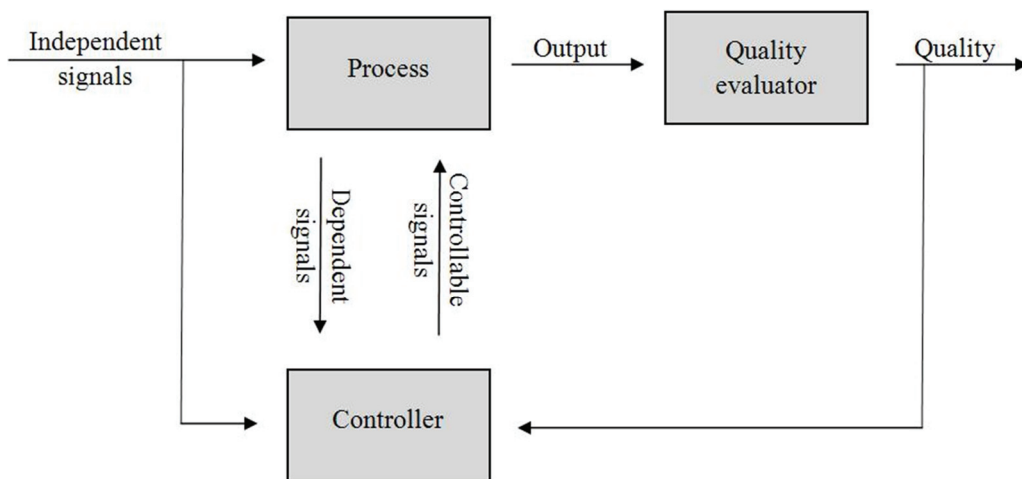 Independent
signals
Process
Output
Quality
evaluator
Quality
Dependent
signals
Controllable
signals
Controller